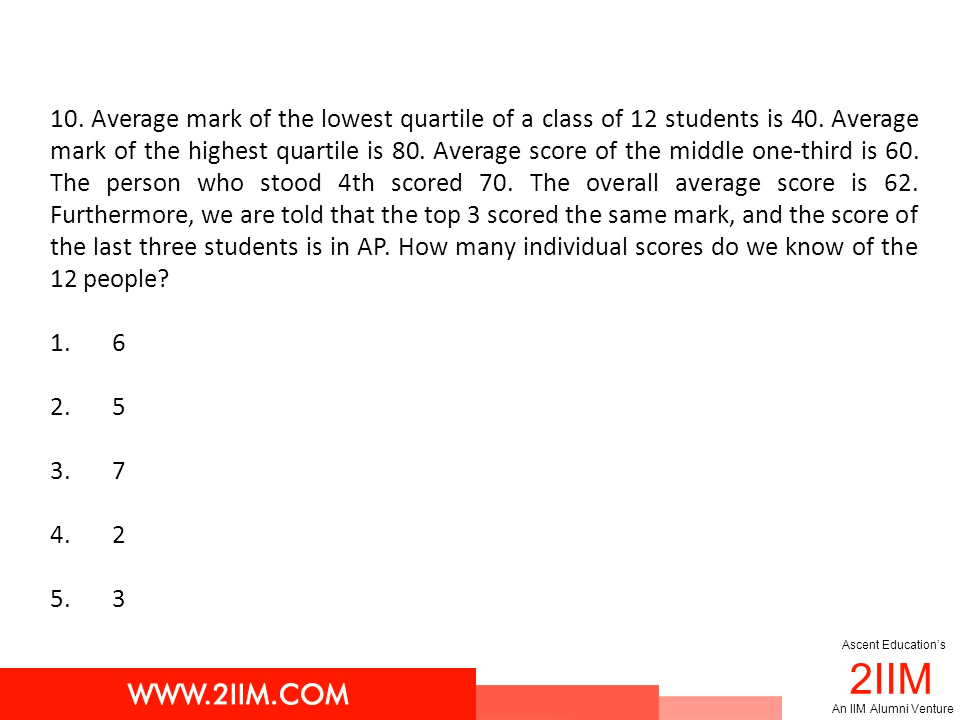 10. Average mark of the lowest quartile of a class of 12 students is 40. Average
mark of the highest quartile is 80. Average score of the middle one-third is 60.
The person who stood 4th scored 70. The overall average score is 62.
Furthermore, we are told that the top 3 scored the same mark, and the score of
the last three students is in AP. How many individual scores do we know of the
12 people?
1. 6
2. 5
3. 7
4. 2
5. 3
WWW.2IIM.COM
Ascent Education's
2IIM
An IIM Alumni Venture